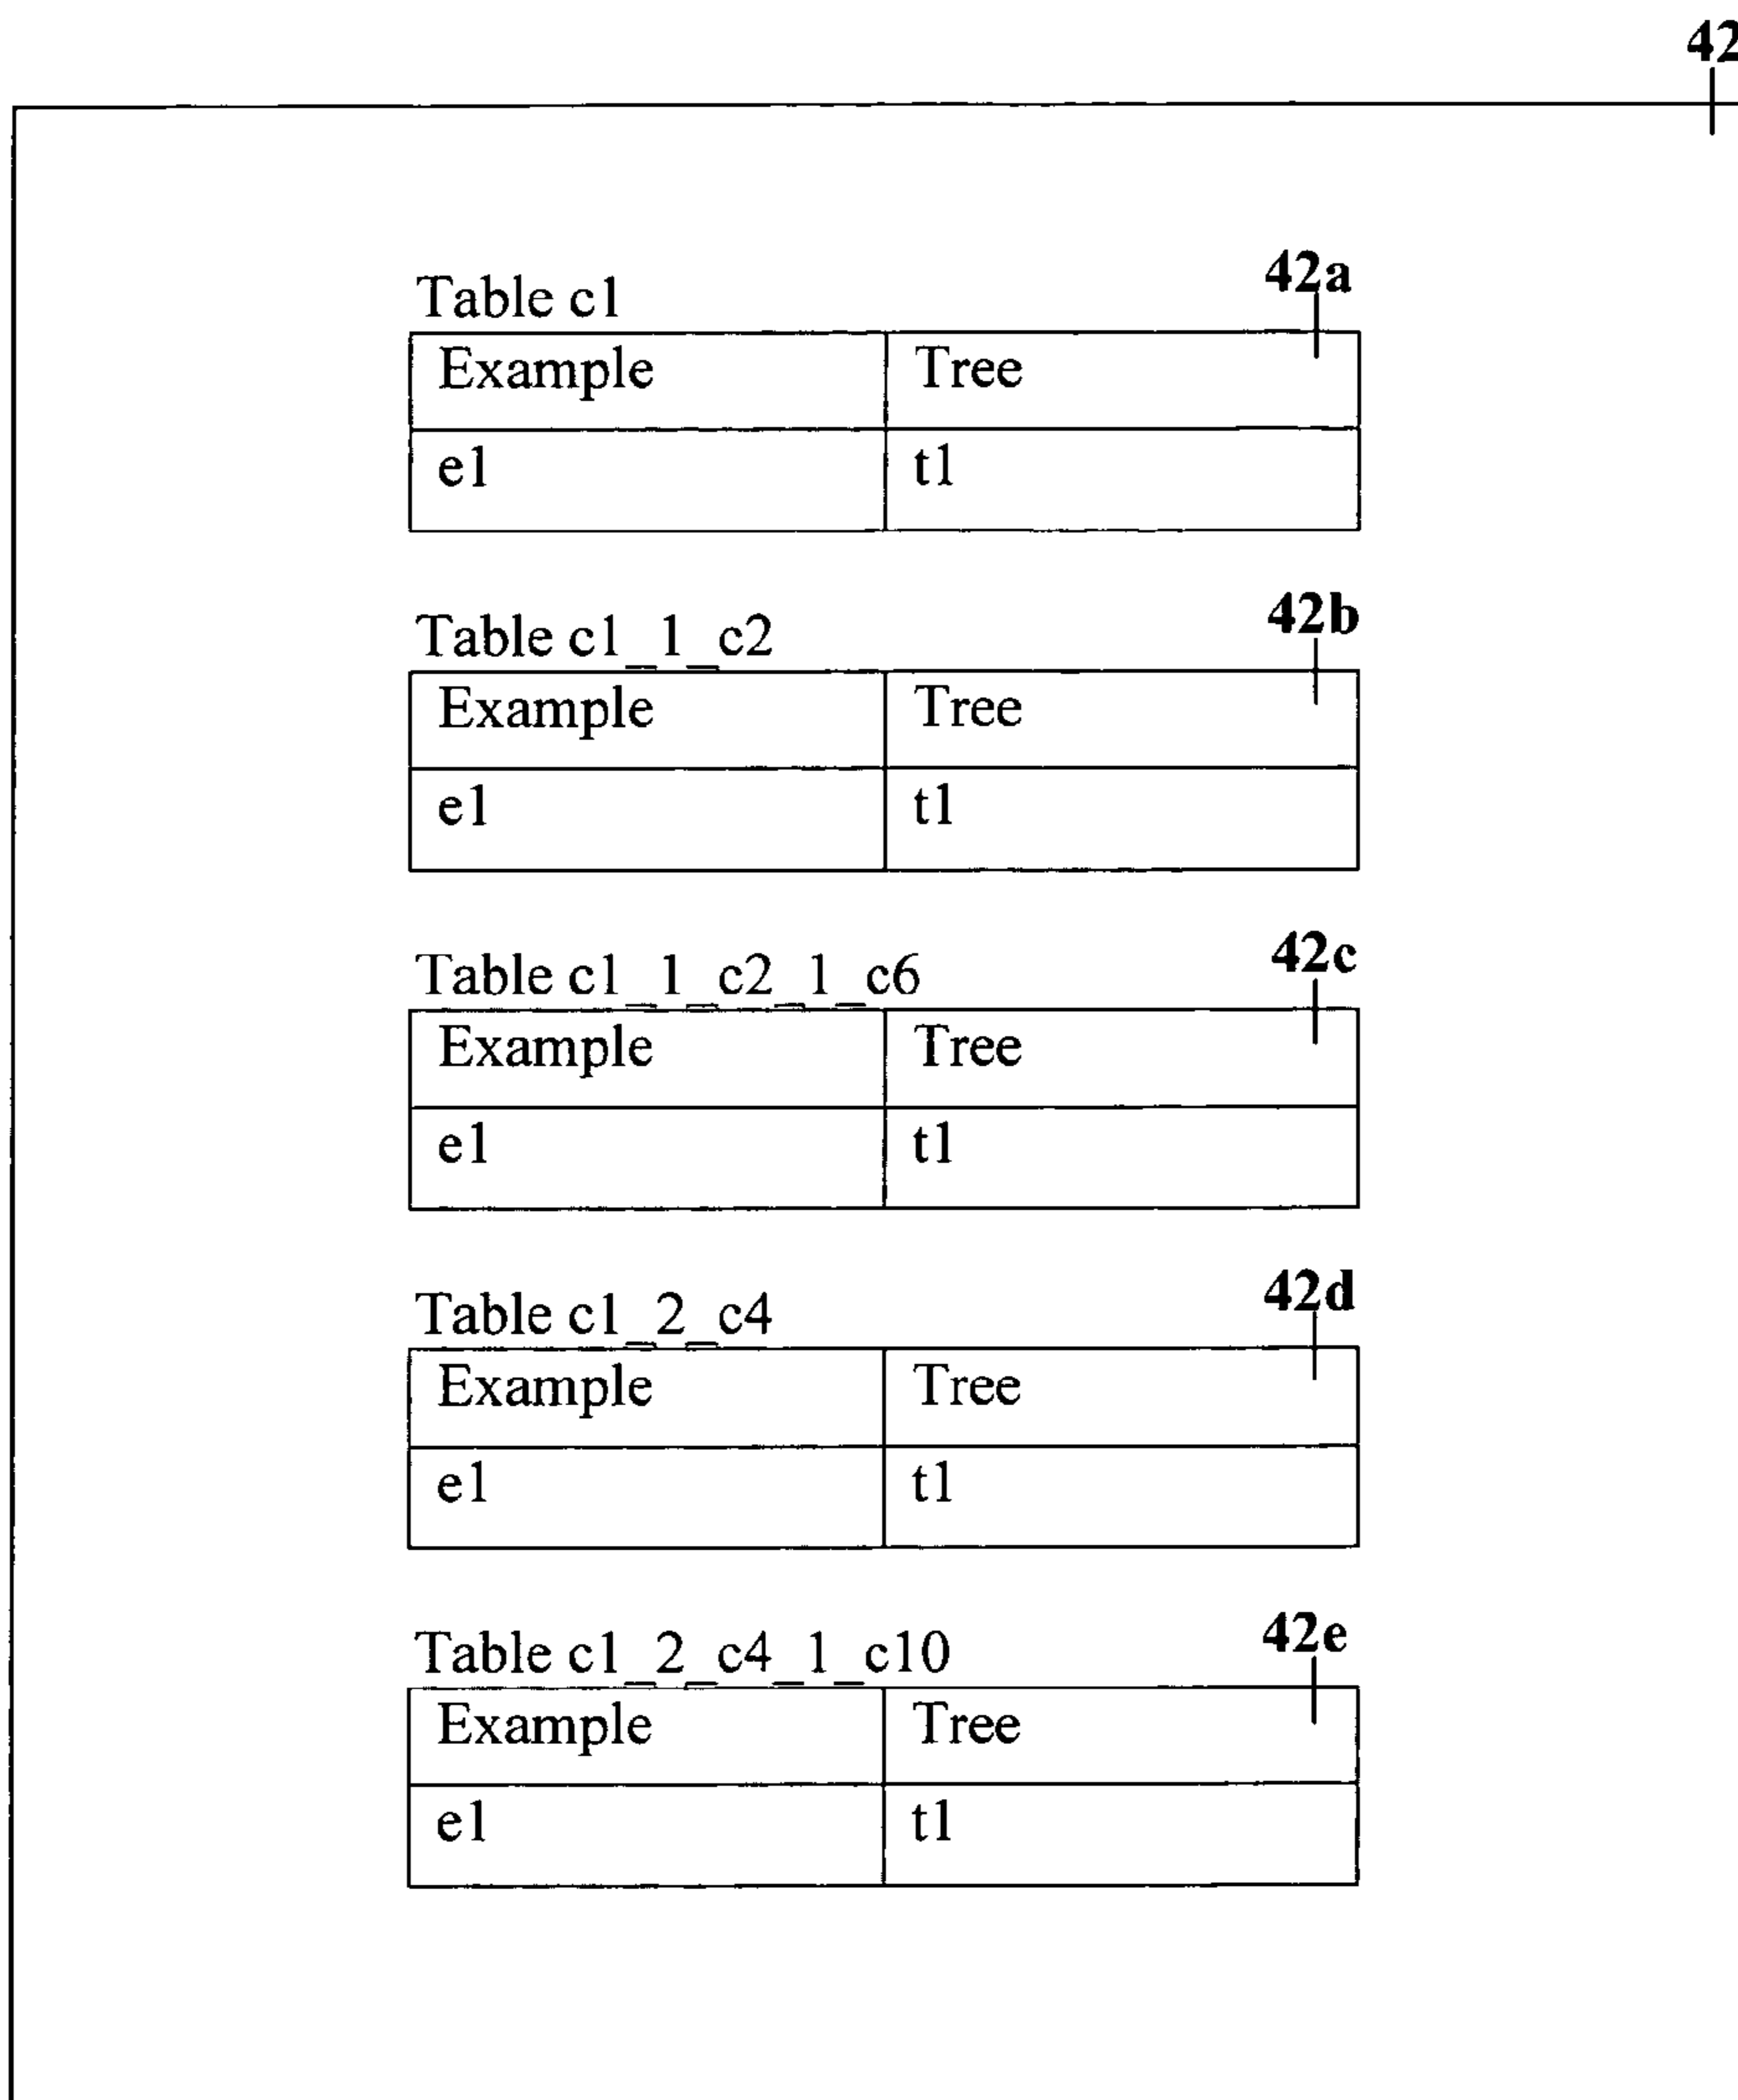 42
Table c1 42a
Example Tree
e1 t1
Table c1_1_c2 42b
Example Tree
e1 t1
Table c1_1_c2_1_c6 42c
Example Tree
e1 t1
Table c1_2_c4 42d
Example Tree
e1 t1
Table c1_2_c4_1_c10 42e
Example Tree
e1 t1